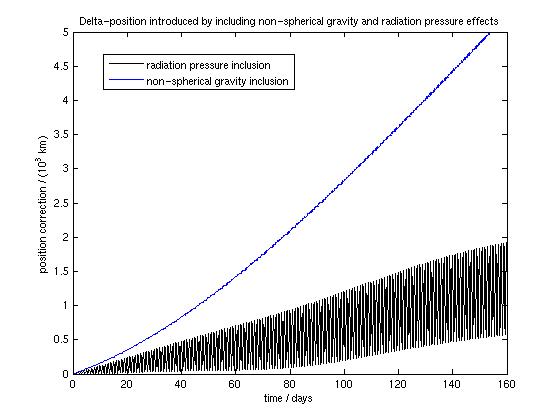 Delta-position introduced by including non-spherical gravity and radiation pressure effects
radiation pressure inclusion
non-spherical gravity inclusion
position correction / (10³ km)
5
4.5
4
3.5
3
2.5
2
1.5
1
0.5
0
0 20 40 60 80 100 120 140 160
time / days